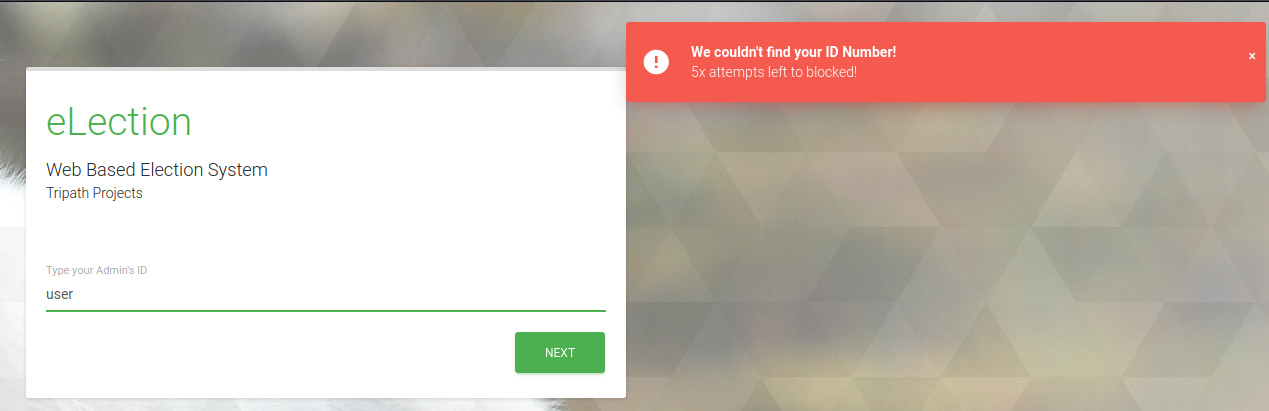 We couldn't find your ID Number!
5x attempts left to blocked!
×
eLection
Web Based Election System
Tripath Projects
Type your Admin's ID
user
NEXT